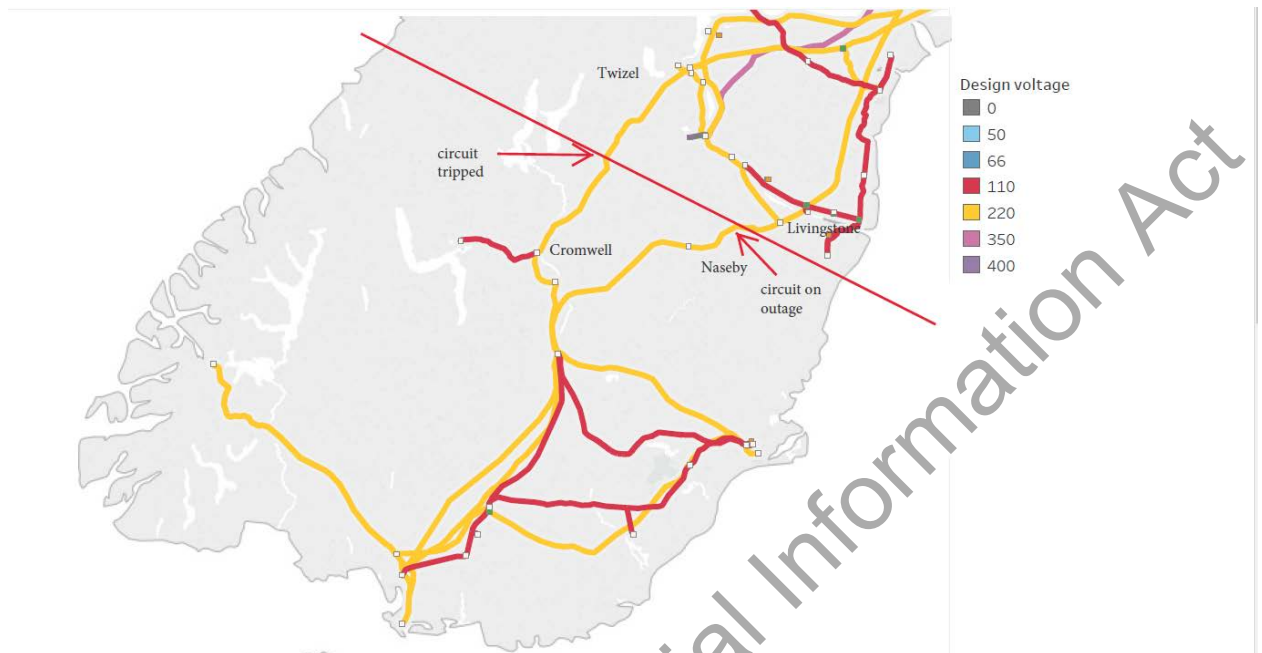 Twizel
circuit
tripped
Cromwell
Livingstone
Naseby
circuit on
outage
Design voltage
0
50
66
110
220
350
400
ial Information Act